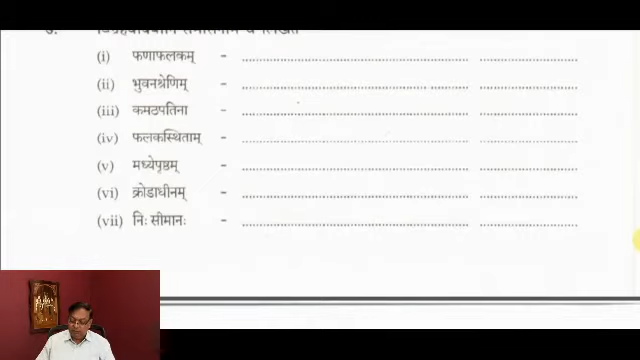 (i) फणाफलकम् –
(ii) भुवनश्रेणिम् –
(iii) कमठपतिना –
(iv) फलकस्थिताम् –
(v) मध्येपृष्ठम् –
(vi) क्रोडाधीनम् –
(vii) निः सीमानः –